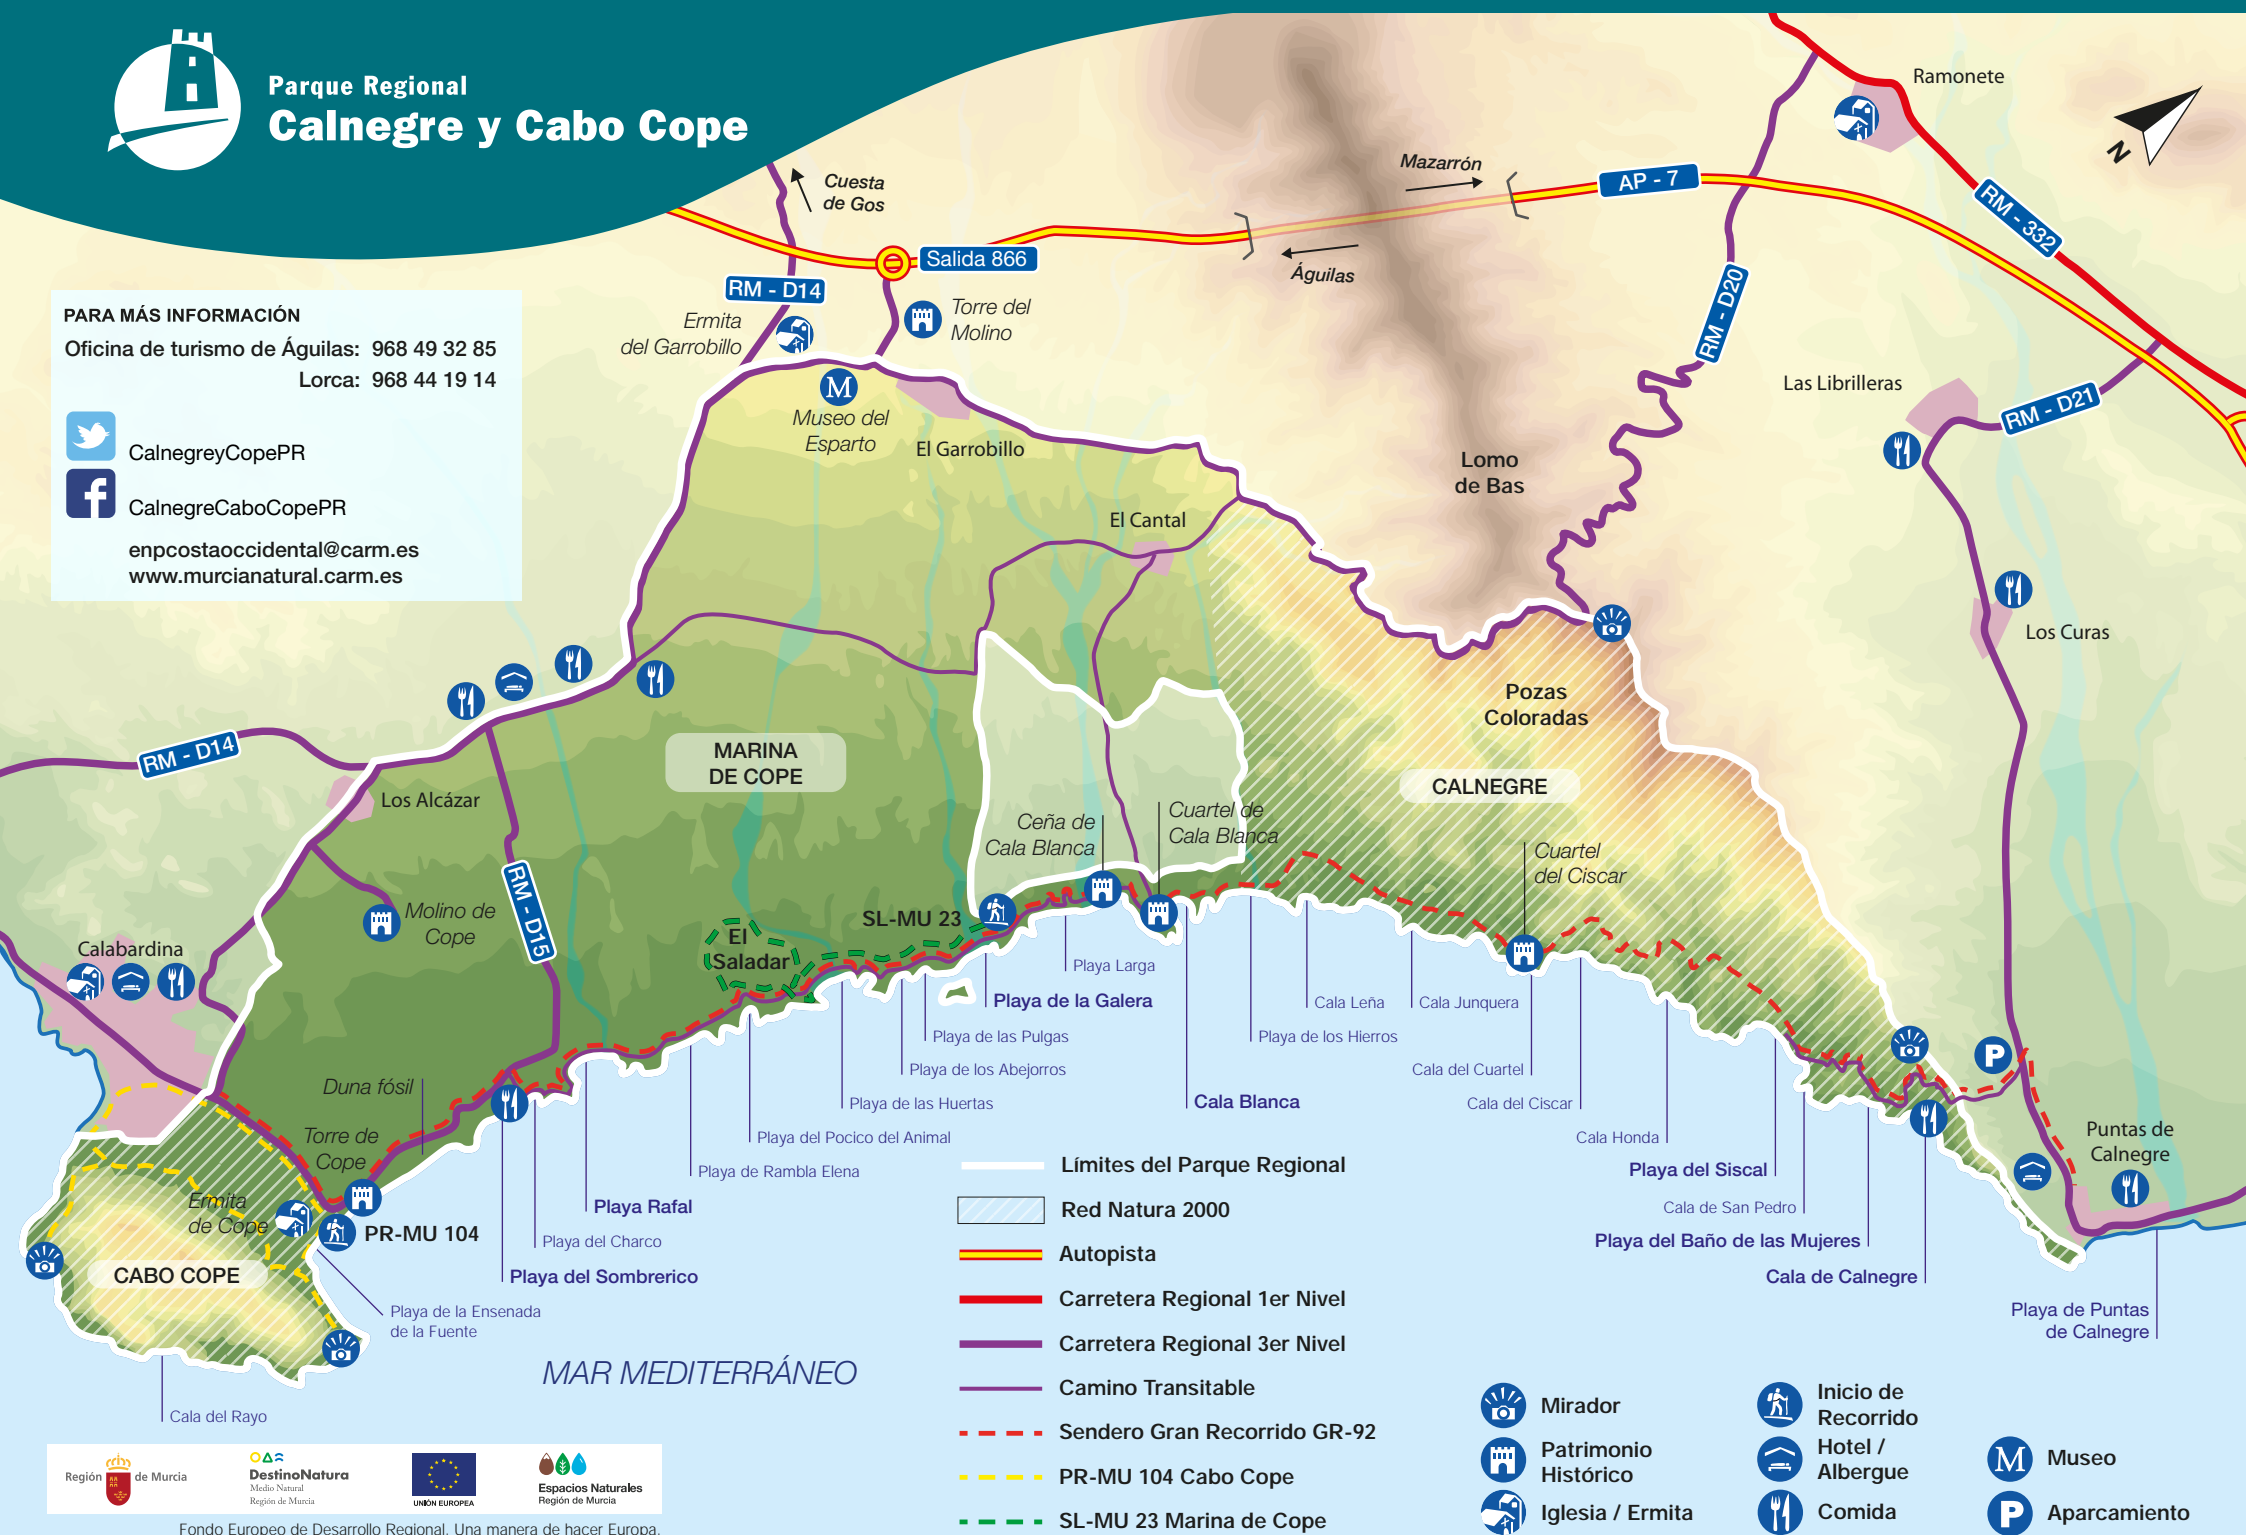 Parque Regional
Calnegre y Cabo Cope
Ramonete
N
Cuesta
de Gos
Mazarrón
AP - 7
RM - 332
Salida 866
Águilas
RM - D14
RM - D20
Torre del
Molino
Ermita
del Garrobillo
PARA MÁS INFORMACIÓN
Oficina de turismo de Águilas: 968 49 32 85
Lorca: 968 44 19 14
CalnegreyCopePR
CalnegreCaboCopePR
enpcostaoccidental@carm.es
www.murcianatural.carm.es
M
Museo del
Esparto
El Garrobillo
Las Librilleras
RM - D21
Lomo
de Bas
El Cantal
Los Curas
Pozas
Coloradas
RM - D14
MARINA
DE COPE
CALNEGRE
Los Alcázar
Ceña de
Cala Blanca
Cuartel de
Cala Blanca
Cuartel
del Ciscar
RM - D15
Molino de
Cope
SL-MU 23
El
Saladar
Calabardina
Playa Larga
Playa de la Galera
Cala Leña
Cala Junquera
Playa de las Pulgas
Playa de los Hierros
Playa de los Abejorros
Cala del Cuartel
Playa de las Huertas
Cala Blanca
Cala del Ciscar
P
Duna fósil
Torre de
Cope
Playa del Pocico del Animal
Cala Honda
Puntas de
Calnegre
Playa de Rambla Elena
Playa del Siscal
Ermita
de Cope
Playa Rafal
Cala de San Pedro
PR-MU 104
Playa del Charco
Playa del Baño de las Mujeres
CABO COPE
Playa del Sombrerico
Cala de Calnegre
Playa de la Ensenada
de la Fuente
Playa de Puntas
de Calnegre
MAR MEDITERRÁNEO
Cala del Rayo
Límites del Parque Regional
Red Natura 2000
Autopista
Carretera Regional 1er Nivel
Carretera Regional 3er Nivel
Camino Transitable
Sendero Gran Recorrido GR-92
PR-MU 104 Cabo Cope
SL-MU 23 Marina de Cope
Mirador
Patrimonio
Histórico
Iglesia / Ermita
Inicio de
Recorrido
Hotel /
Albergue
Comida
M Museo
P Aparcamiento
Región de Murcia
DestinoNatura
Medio Natural
Región de Murcia
UNIÓN EUROPEA
Espacios Naturales
Región de Murcia
Fondo Europeo de Desarrollo Regional. Una manera de hacer Europa.